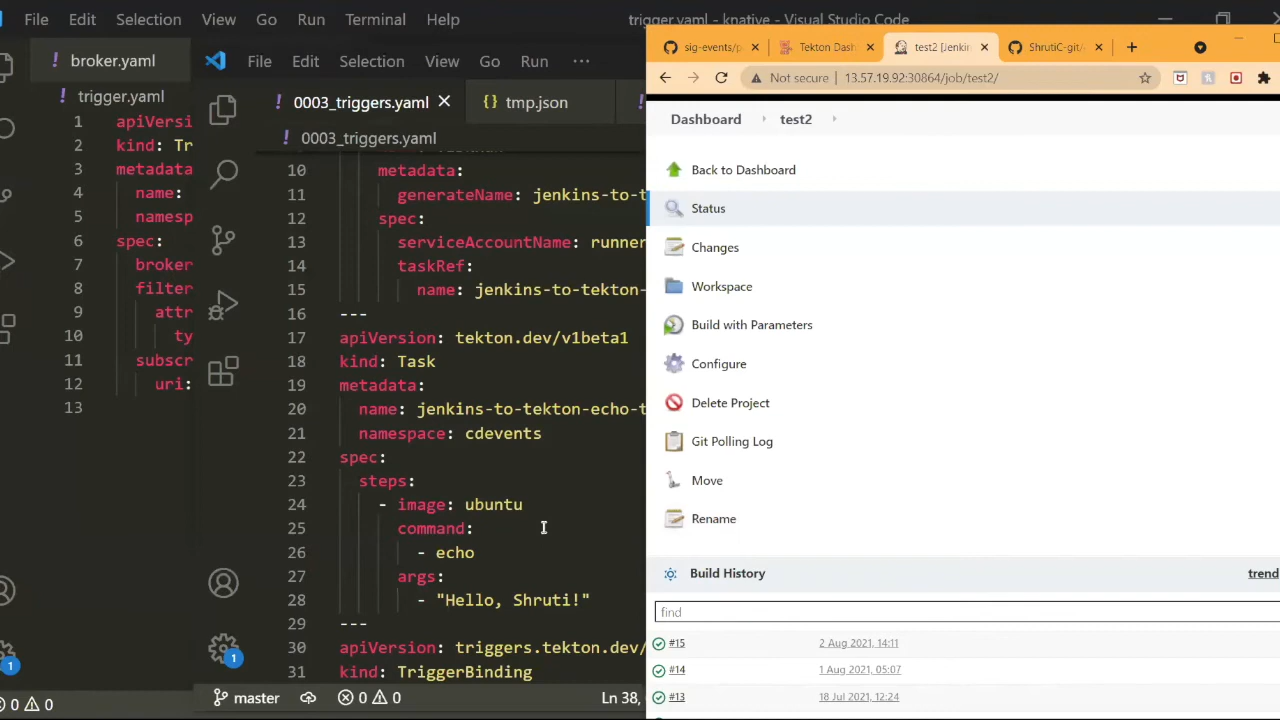 File Edit Selection View Go Run Terminal Help
trigger.yaml - knative - Visual Studio Code
broker.yaml
trigger.yaml
1 apiVersi
2 kind: Tr
3 metadata
4 name:
5 namesp
6 spec:
7 broker
8 filter
9 attr
10 ty
11 subscr
12 uri:
13
1
0 0
File Edit Selection View Go Run ···
0003_triggers.yaml
{} tmp.json
0003_triggers.yaml
10 metadata:
11 generateName: jenkins-to-t
12 spec:
13 serviceAccountName: runner
14 taskRef:
15 name: jenkins-to-tekton-
16 ---
17 apiVersion: tekton.dev/v1beta1
18 kind: Task
19 metadata:
20 name: jenkins-to-tekton-echo-t
21 namespace: cdevents
22 spec:
23 steps:
24 - image: ubuntu
25 command:
26 - echo
27 args:
28 - "Hello, Shruti!"
29 ---
30 apiVersion: triggers.tekton.dev/
31 kind: TriggerBinding
1
master 0 0 Ln 38,
sig-events/p
Tekton Dash
test2 [Jenkin
ShrutiC-git/
Not secure | 13.57.19.92:30864/job/test2/
Dashboard test2
Back to Dashboard
Status
Changes
Workspace
Build with Parameters
Configure
Delete Project
Git Polling Log
Move
Rename
Build History trend
find
#15 2 Aug 2021, 14:11
#14 1 Aug 2021, 05:07
#13 18 Jul 2021, 12:24